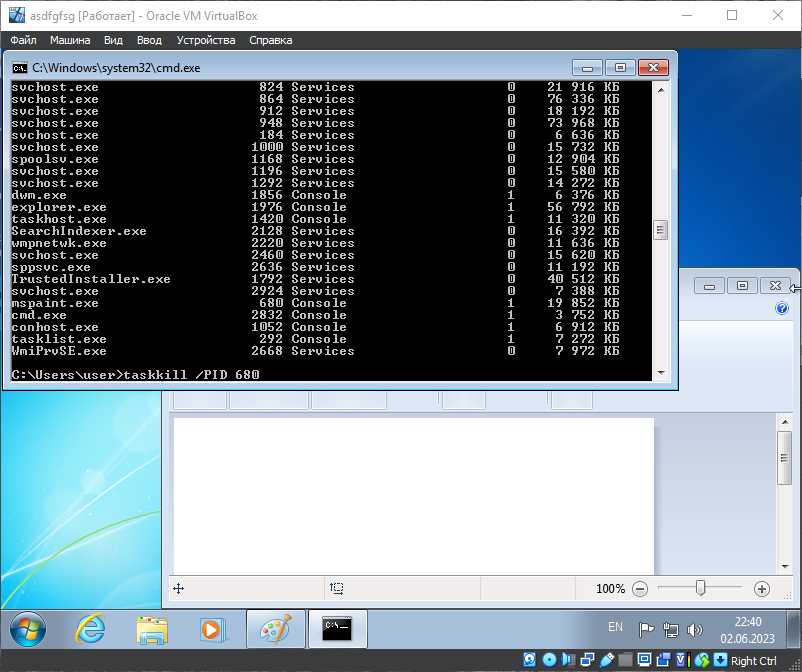 asdfgfsg [Работает] - Oracle VM VirtualBox
Файл Машина Вид Ввод Устройства Справка
C:\Windows\system32\cmd.exe
svchost.exe 824 Services 0 21 916 КБ
svchost.exe 864 Services 0 76 336 КБ
svchost.exe 912 Services 0 18 192 КБ
svchost.exe 948 Services 0 73 968 КБ
svchost.exe 184 Services 0 6 636 КБ
svchost.exe 1000 Services 0 15 732 КБ
spoolsv.exe 1168 Services 0 12 904 КБ
svchost.exe 1196 Services 0 15 580 КБ
svchost.exe 1292 Services 0 14 272 КБ
dwm.exe 1856 Console 1 6 376 КБ
explorer.exe 1976 Console 1 56 792 КБ
taskhost.exe 1420 Console 1 11 320 КБ
SearchIndexer.exe 2128 Services 0 16 392 КБ
wmpnetwk.exe 2220 Services 0 11 636 КБ
svchost.exe 2460 Services 0 15 620 КБ
sppsvc.exe 2636 Services 0 11 192 КБ
TrustedInstaller.exe 1792 Services 0 40 512 КБ
svchost.exe 2924 Services 0 7 388 КБ
mspaint.exe 680 Console 1 19 852 КБ
cmd.exe 2832 Console 1 3 752 КБ
conhost.exe 1052 Console 1 6 912 КБ
tasklist.exe 292 Console 1 7 272 КБ
WmiPrvSE.exe 2668 Services 0 7 972 КБ
C:\Users\user>taskkill /PID 680
100%
EN
22:40
02.06.2023
Right Ctrl